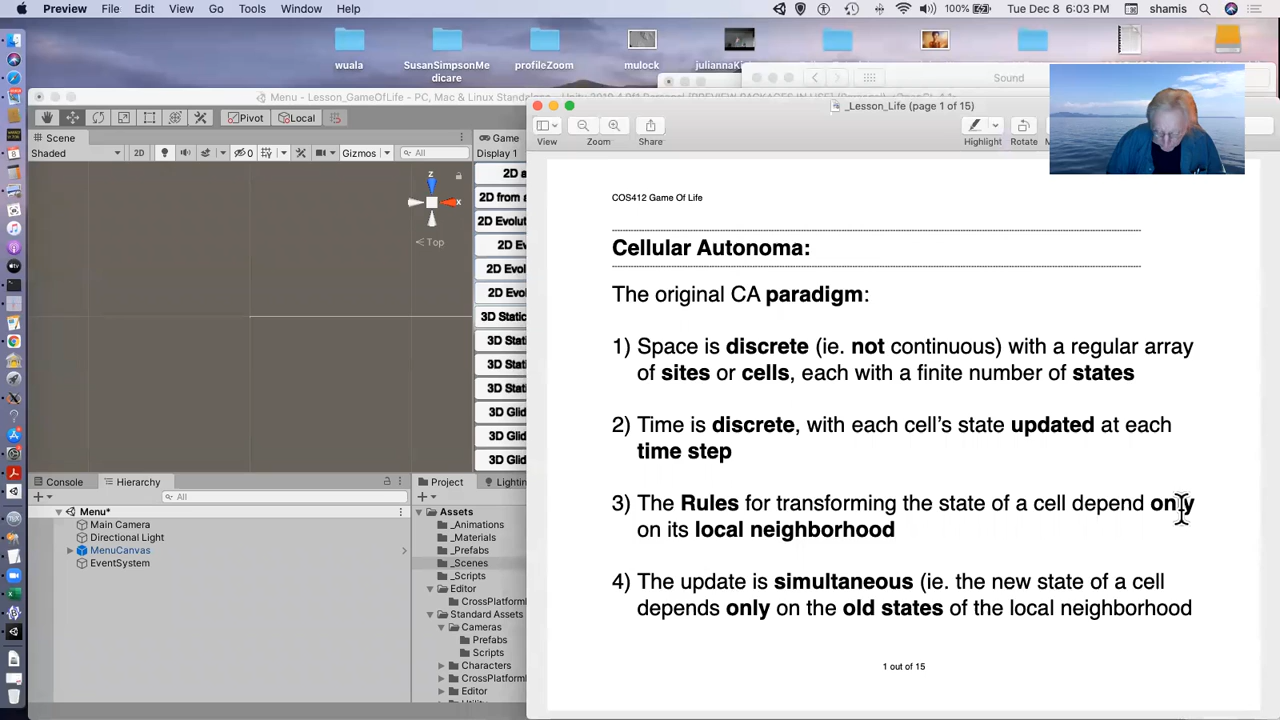 Preview File Edit View Go Tools Window Help
100% Tue Dec 8 6:03 PM shamis
wuala
SusanSimpsonMe
dicare
profileZoom
mulock
Sound
Menu - Lesson_GameOfLife - PC, Mac & Linux Standalone
Pivot Local
Scene
Shaded 2D 0 Gizmos All
z
x
Top
Game
Display 1
2D a
2D from a
2D Evolut
2D Ev
2D Evol
2D Evol
3D Static
3D Stati
3D Stat
3D Stat
3D Glid
3D Glid
3D Glid
Console Hierarchy
All
Menu*
Main Camera
Directional Light
MenuCanvas
EventSystem
Project Lightin
Assets
_Animations
_Materials
_Prefabs
_Scenes
_Scripts
Editor
CrossPlatform
Standard Assets
Cameras
Prefabs
Scripts
Characters
CrossPlatform
Editor
_Lesson_Life (page 1 of 15)
View Zoom Share Highlight Rotate
COS412 Game Of Life
Cellular Autonoma:
The original CA paradigm:
1) Space is discrete (ie. not continuous) with a regular array
of sites or cells, each with a finite number of states
2) Time is discrete, with each cell’s state updated at each
time step
3) The Rules for transforming the state of a cell depend only
on its local neighborhood
4) The update is simultaneous (ie. the new state of a cell
depends only on the old states of the local neighborhood
1 out of 15